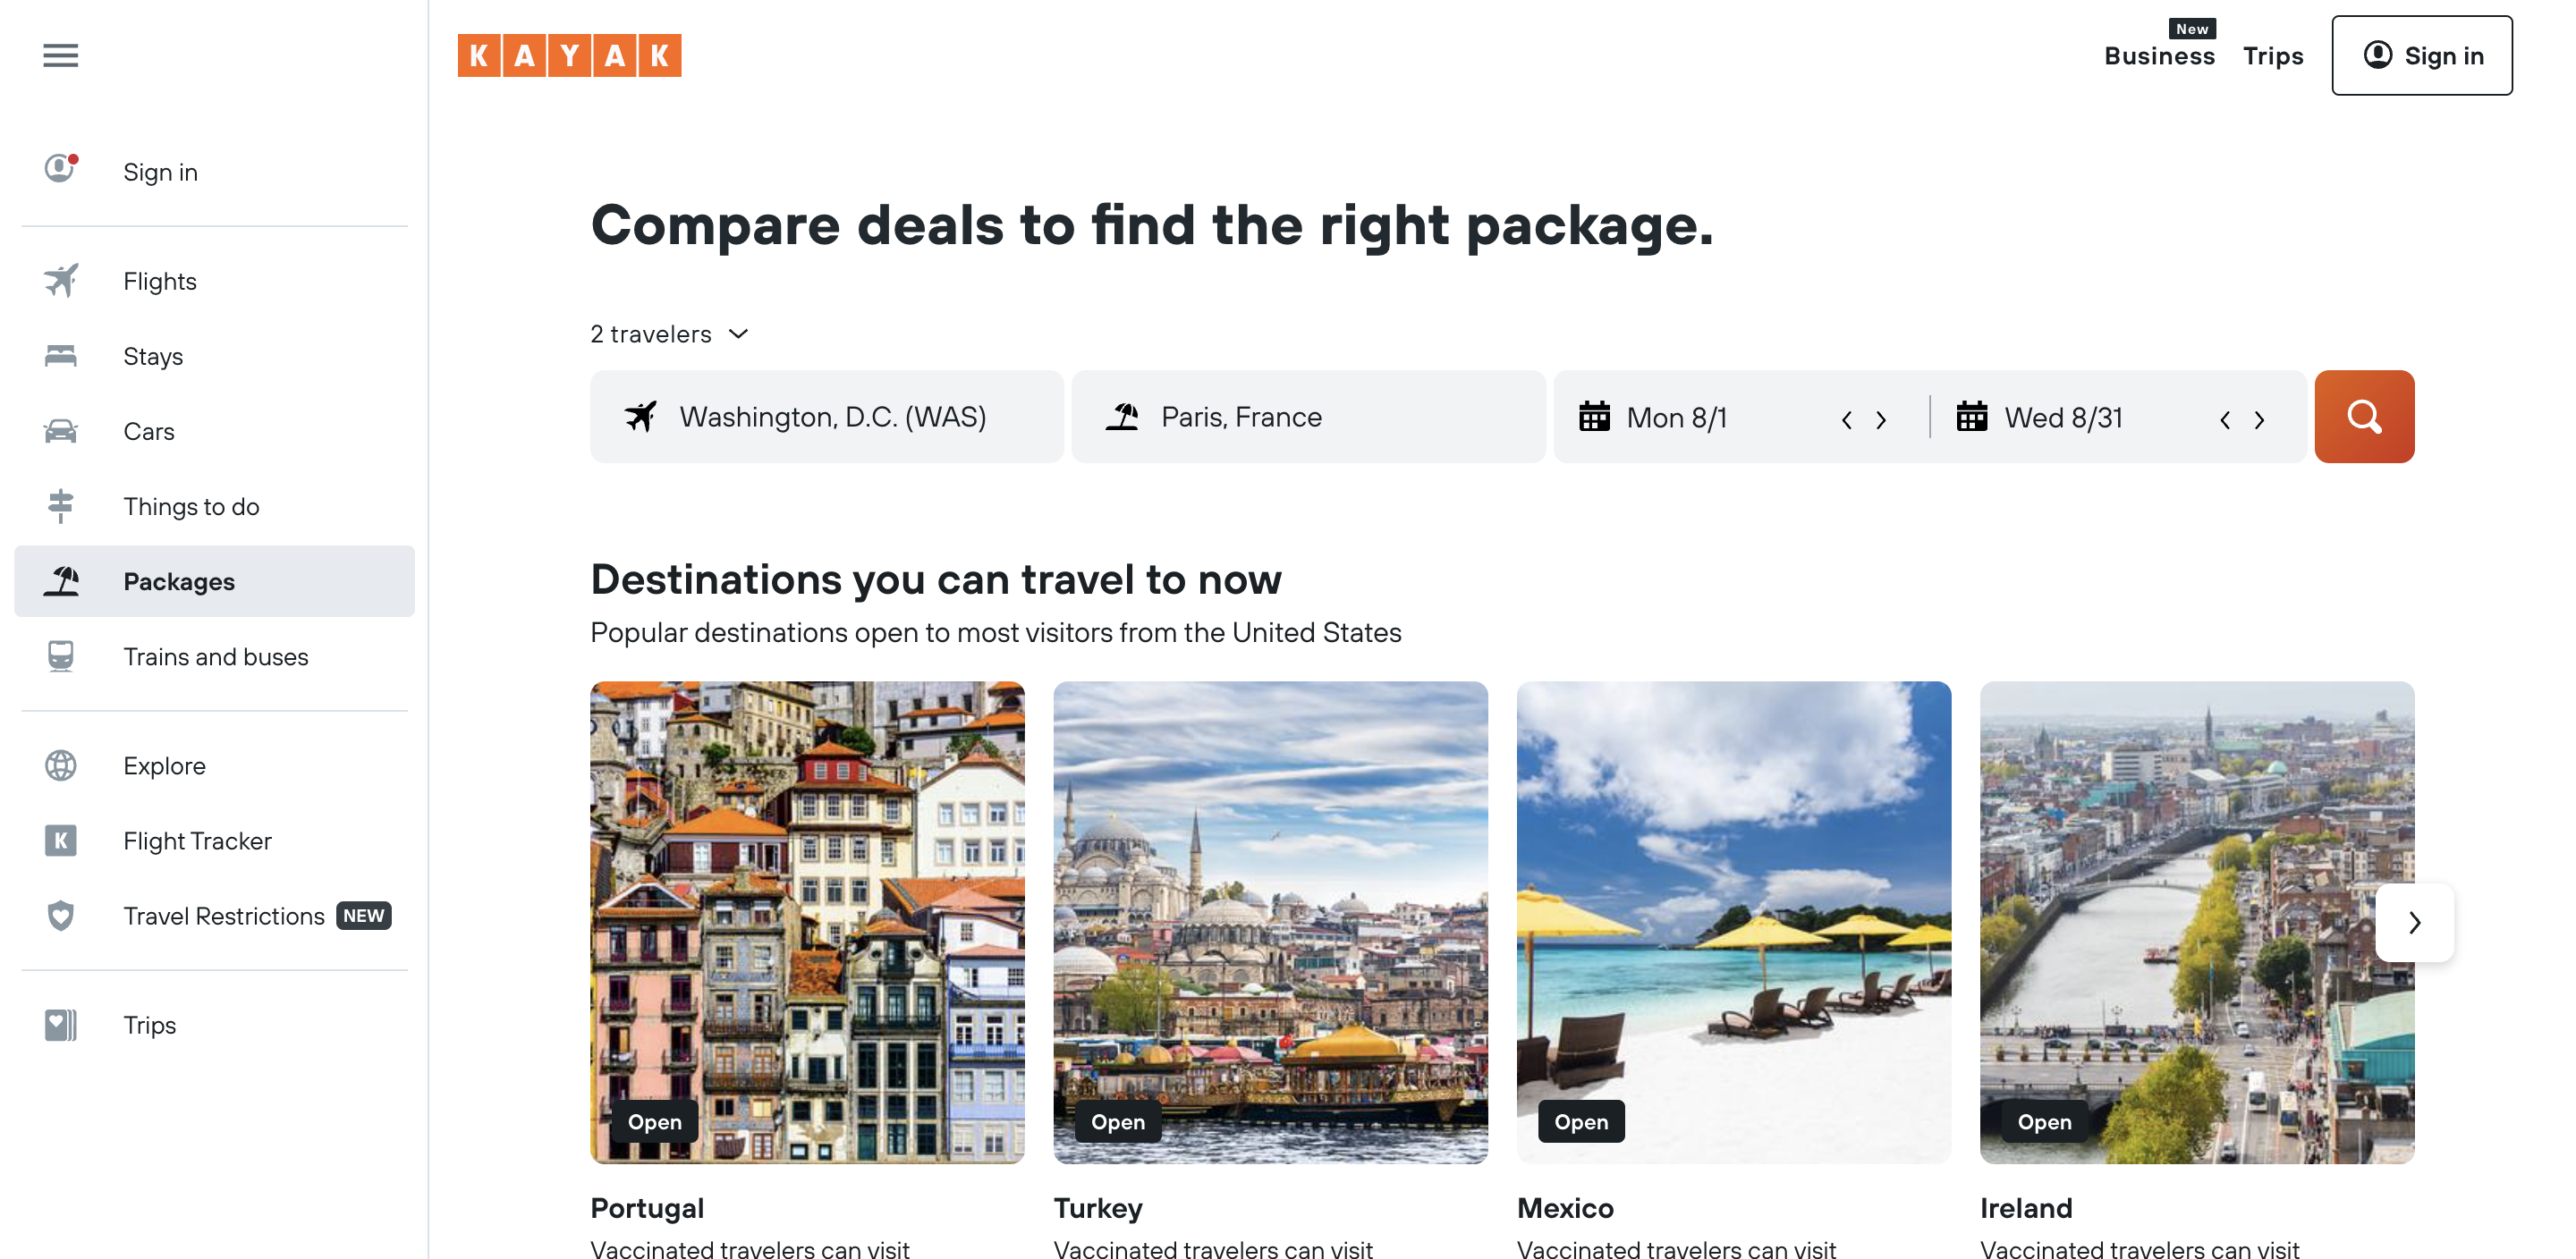 KAYAK
New
Business
Trips
Sign in
Sign in
Flights
Stays
Cars
Things to do
Packages
Trains and buses
Explore
K
Flight Tracker
Travel Restrictions NEW
Trips
Compare deals to find the right package.
2 travelers
Washington, D.C. (WAS)
Paris, France
Mon 8/1
Wed 8/31
Destinations you can travel to now
Popular destinations open to most visitors from the United States
Open
Open
Open
Open
Portugal
Turkey
Mexico
Ireland
Vaccinated travelers can visit
Vaccinated travelers can visit
Vaccinated travelers can visit
Vaccinated travelers can visit